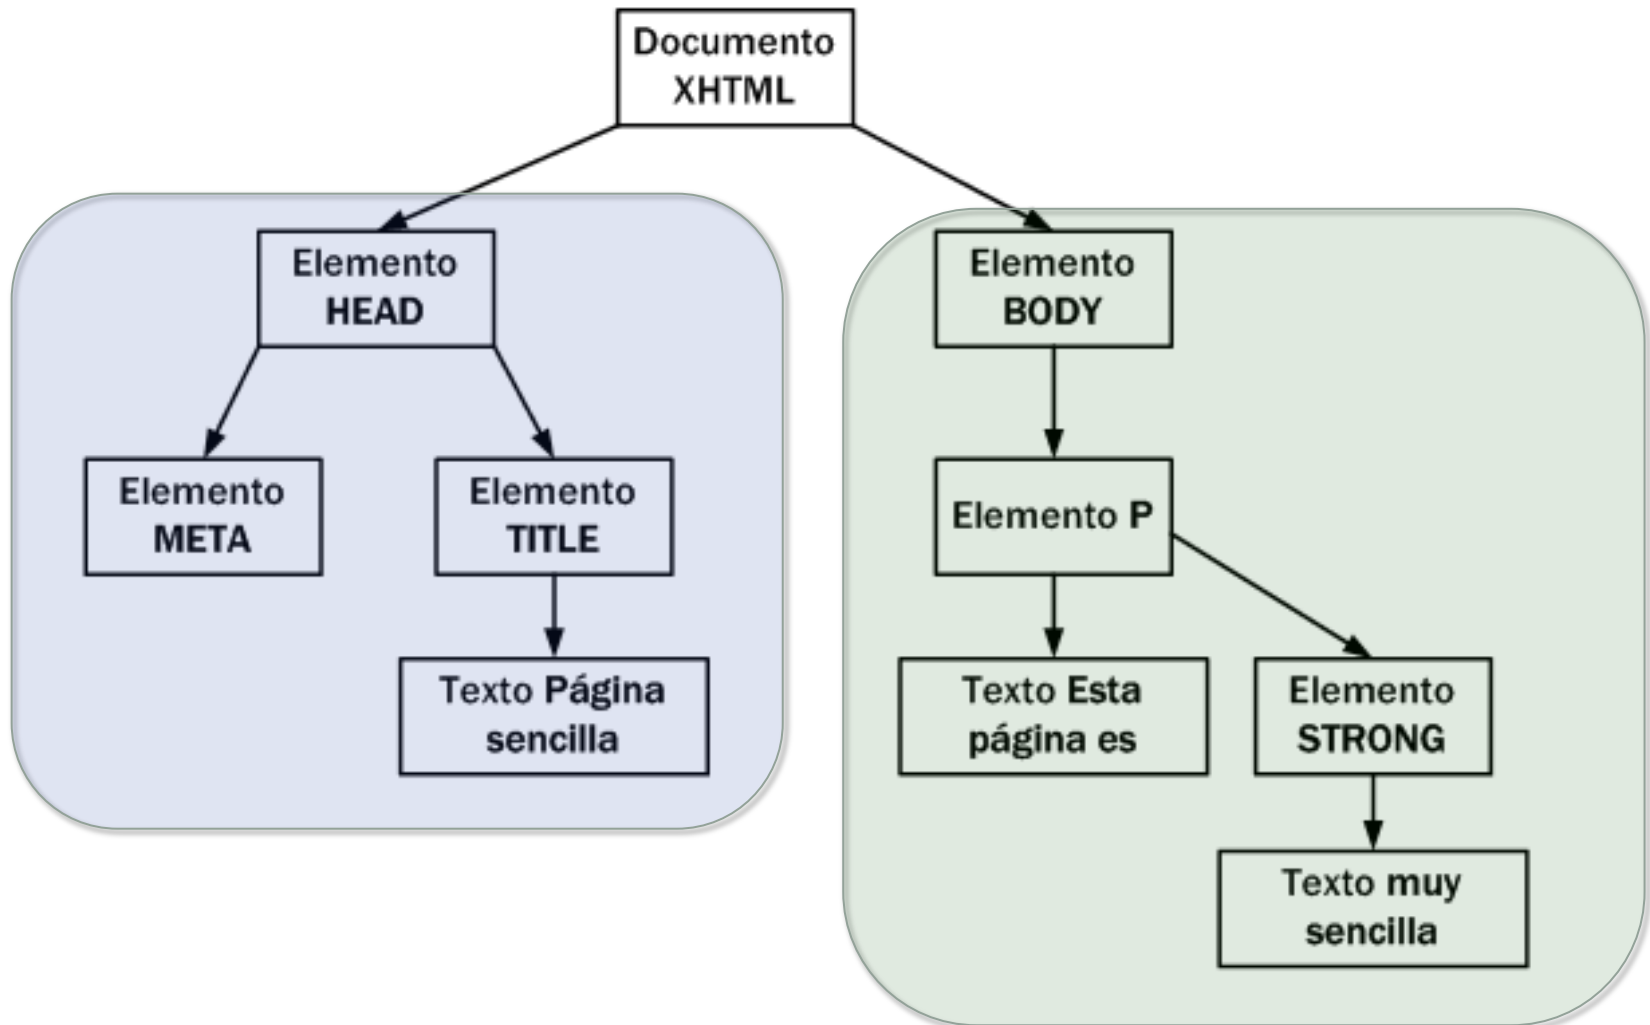 Documento
XHTML
Elemento
HEAD
Elemento
BODY
Elemento
META
Elemento
TITLE
Elemento P
Texto Página
sencilla
Texto Esta
página es
Elemento
STRONG
Texto muy
sencilla